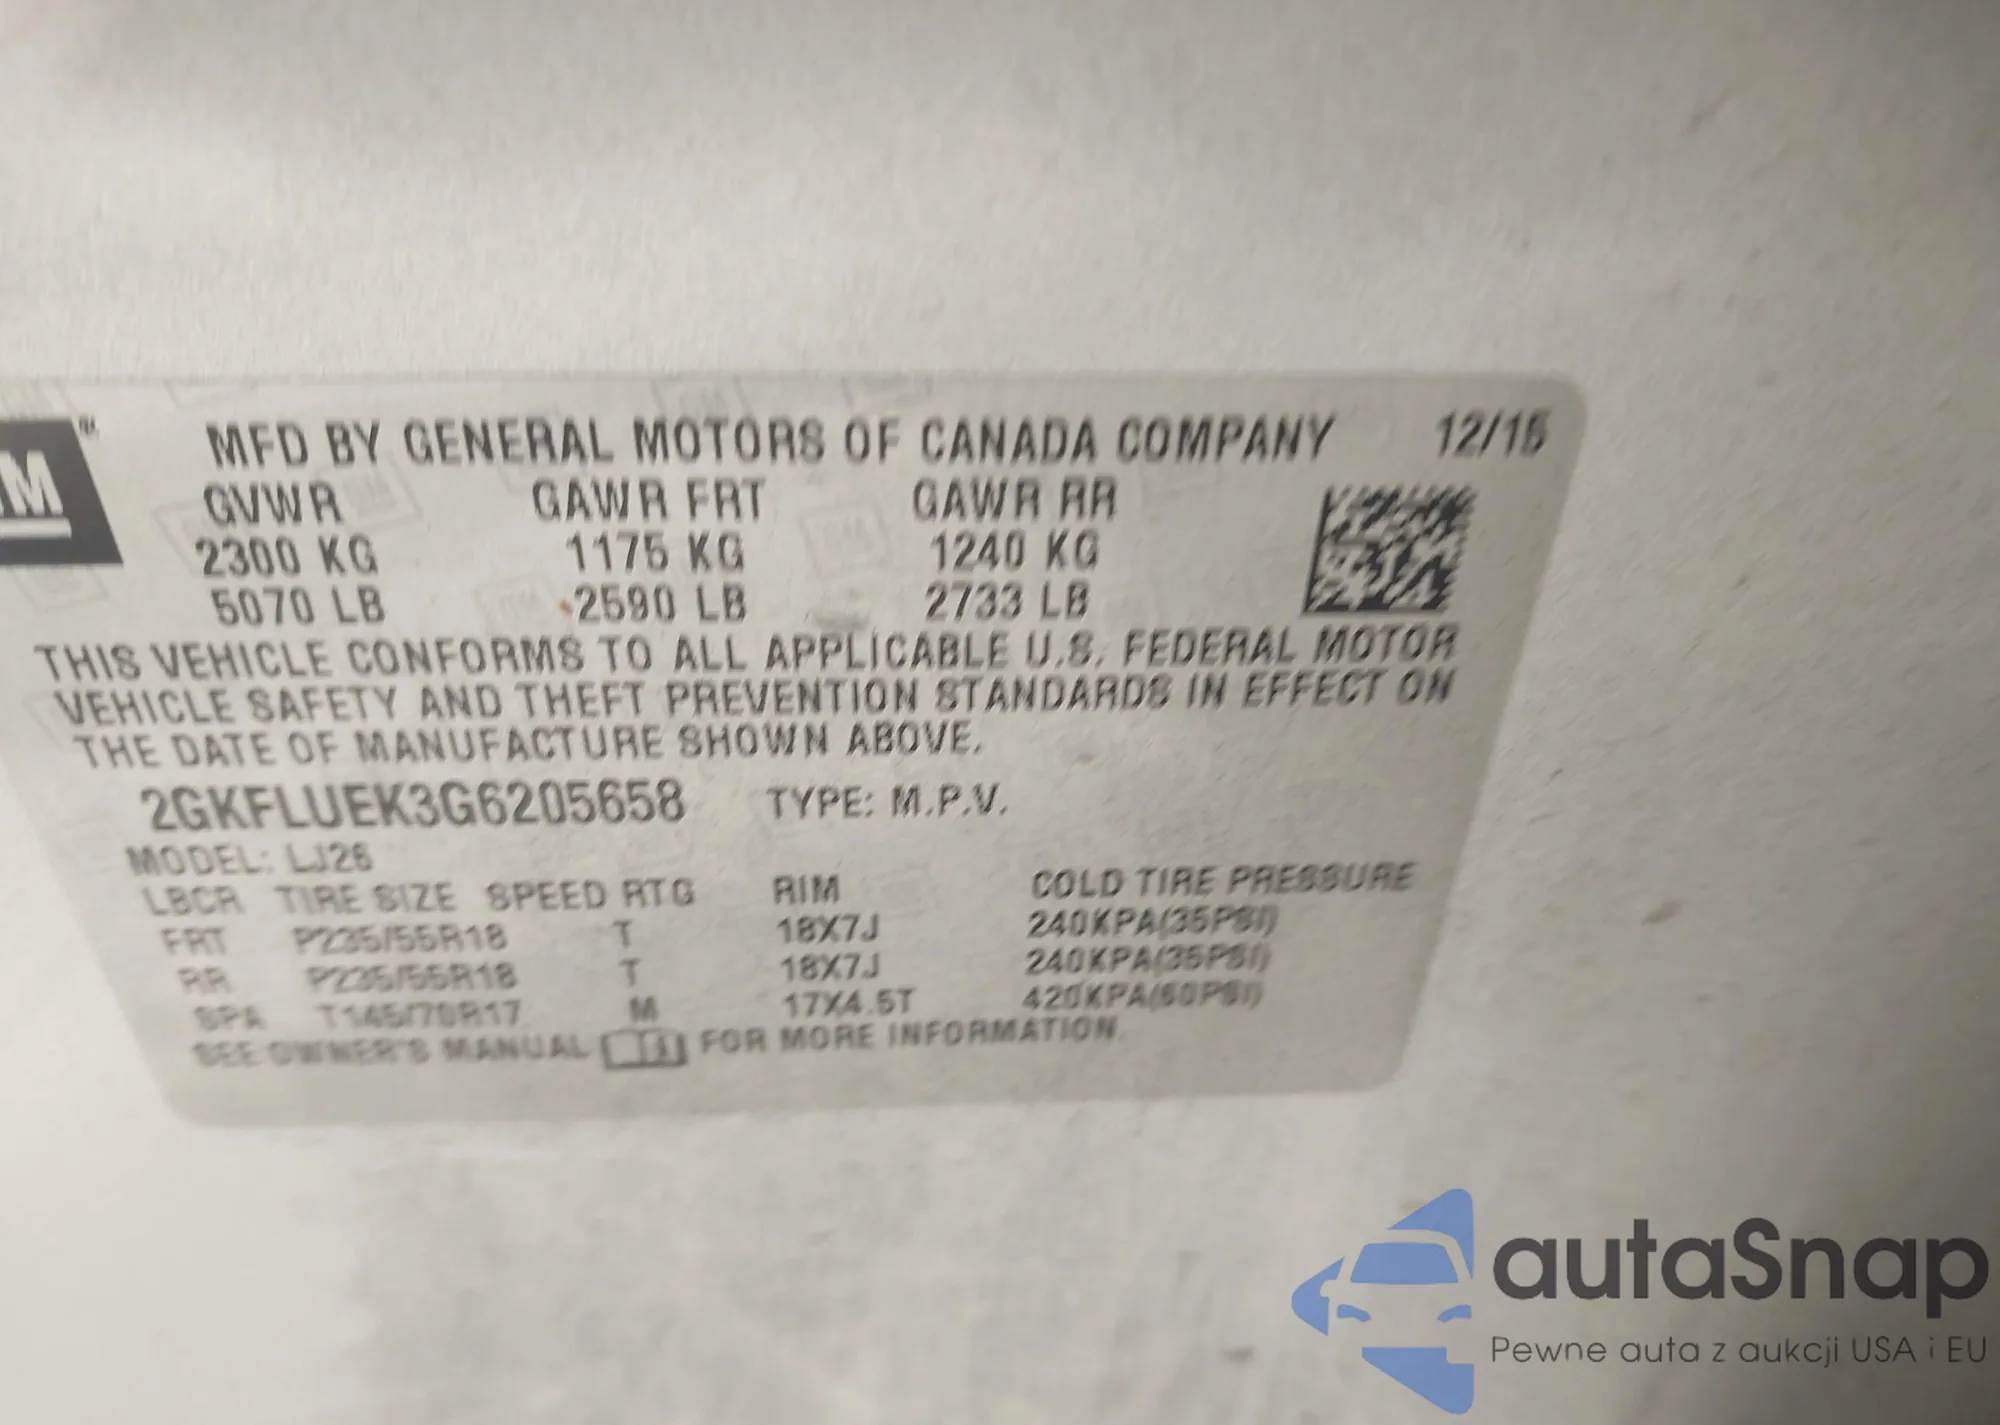 GM
MFD BY GENERAL MOTORS OF CANADA COMPANY 12/15
GVWR GAWR FRT GAWR RR
2300 KG 1175 KG 1240 KG
5070 LB 2590 LB 2733 LB
THIS VEHICLE CONFORMS TO ALL APPLICABLE U.S. FEDERAL MOTOR
VEHICLE SAFETY AND THEFT PREVENTION STANDARDS IN EFFECT ON
THE DATE OF MANUFACTURE SHOWN ABOVE.
2GKFLUEK3G6205658 TYPE: M.P.V.
MODEL: LJ26
TIRE SIZE SPEED RTG RIM COLD TIRE PRESSURE
FRT P235/55R18 T 18X7J 240KPA(35PSI)
RR P235/55R18 T 18X7J 240KPA(35PSI)
SPA T145/70R17 M 17X4.5T 420KPA(60PSI)
SEE OWNER'S MANUAL FOR MORE INFORMATION.
autaSnap
Pewne auta z aukcji USA i EU